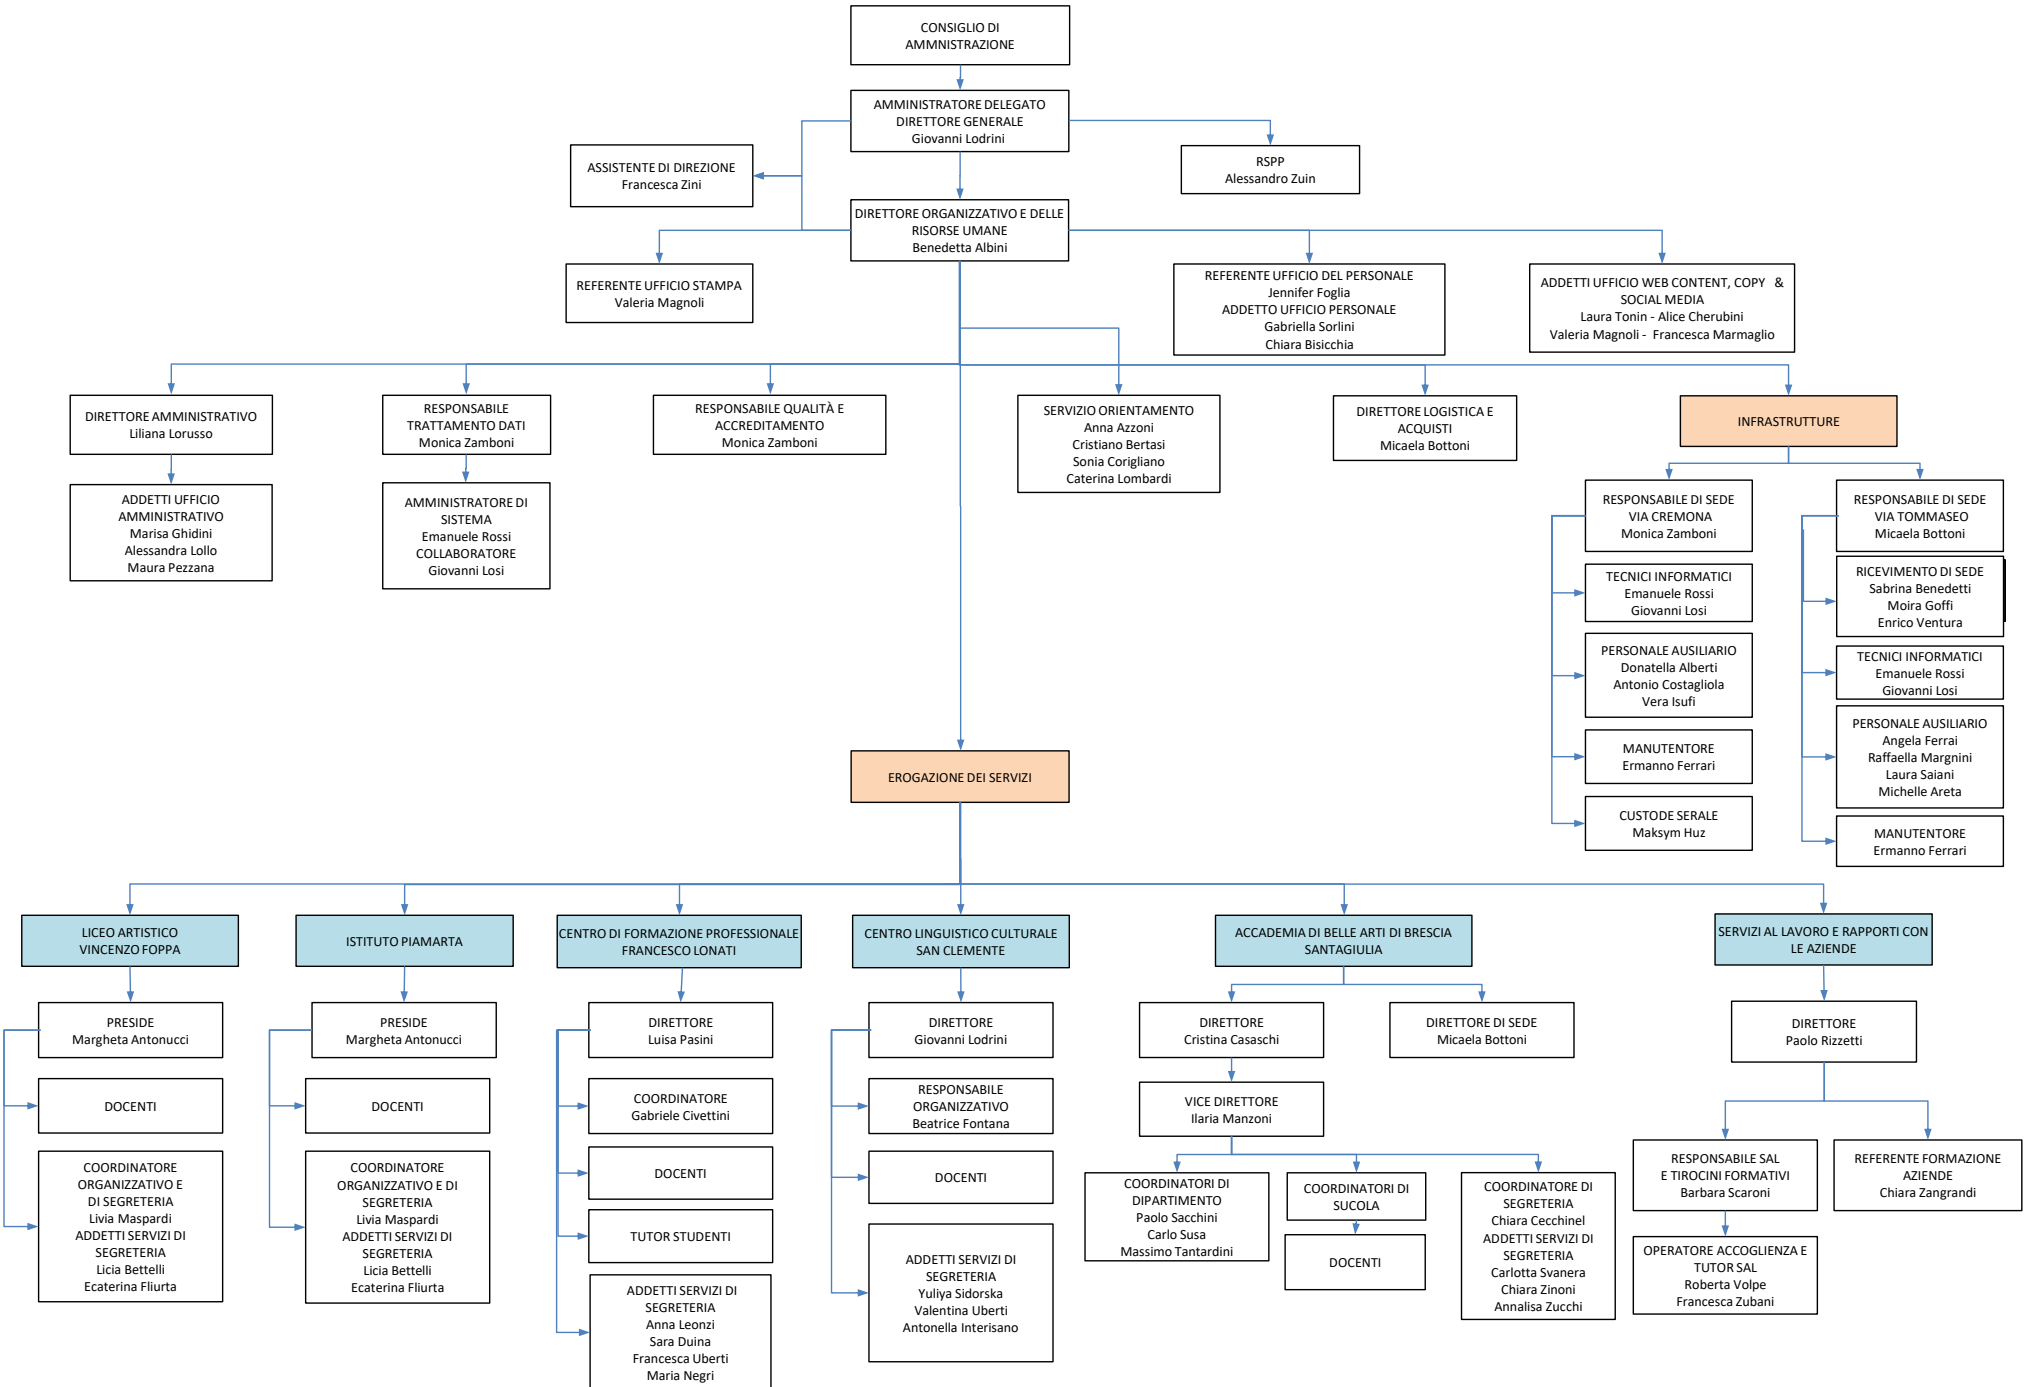 CONSIGLIO DI
AMMNISTRAZIONE
AMMINISTRATORE DELEGATO
DIRETTORE GENERALE
Giovanni Lodrini
ASSISTENTE DI DIREZIONE
Francesca Zini
RSPP
Alessandro Zuin
DIRETTORE ORGANIZZATIVO E DELLE
RISORSE UMANE
Benedetta Albini
REFERENTE UFFICIO STAMPA
Valeria Magnoli
REFERENTE UFFICIO DEL PERSONALE
Jennifer Foglia
ADDETTO UFFICIO PERSONALE
Gabriella Sorlini
Chiara Bisicchia
ADDETTI UFFICIO WEB CONTENT, COPY &
SOCIAL MEDIA
Laura Tonin - Alice Cherubini
Valeria Magnoli - Francesca Marmaglio
DIRETTORE AMMINISTRATIVO
Liliana Lorusso
RESPONSABILE
TRATTAMENTO DATI
Monica Zamboni
RESPONSABILE QUALITÀ E
ACCREDITAMENTO
Monica Zamboni
SERVIZIO ORIENTAMENTO
Anna Azzoni
Cristiano Bertasi
Sonia Corigliano
Caterina Lombardi
DIRETTORE LOGISTICA E
ACQUISTI
Micaela Bottoni
INFRASTRUTTURE
ADDETTI UFFICIO
AMMINISTRATIVO
Marisa Ghidini
Alessandra Lollo
Maura Pezzana
AMMINISTRATORE DI
SISTEMA
Emanuele Rossi
COLLABORATORE
Giovanni Losi
RESPONSABILE DI SEDE
VIA CREMONA
Monica Zamboni
TECNICI INFORMATICI
Emanuele Rossi
Giovanni Losi
PERSONALE AUSILIARIO
Donatella Alberti
Antonio Costagliola
Vera Isufi
MANUTENTORE
Ermanno Ferrari
CUSTODE SERALE
Maksym Huz
RESPONSABILE DI SEDE
VIA TOMMASEO
Micaela Bottoni
RICEVIMENTO DI SEDE
Sabrina Benedetti
Moira Goffi
Enrico Ventura
TECNICI INFORMATICI
Emanuele Rossi
Giovanni Losi
PERSONALE AUSILIARIO
Angela Ferrai
Raffaella Margnini
Laura Saiani
Michelle Areta
MANUTENTORE
Ermanno Ferrari
EROGAZIONE DEI SERVIZI
LICEO ARTISTICO
VINCENZO FOPPA
PRESIDE
Margheta Antonucci
DOCENTI
COORDINATORE
ORGANIZZATIVO E
DI SEGRETERIA
Livia Maspardi
ADDETTI SERVIZI DI
SEGRETERIA
Licia Bettelli
Ecaterina Fliurta
ISTITUTO PIAMARTA
PRESIDE
Margheta Antonucci
DOCENTI
COORDINATORE
ORGANIZZATIVO E DI
SEGRETERIA
Livia Maspardi
ADDETTI SERVIZI DI
SEGRETERIA
Licia Bettelli
Ecaterina Fliurta
CENTRO DI FORMAZIONE PROFESSIONALE
FRANCESCO LONATI
DIRETTORE
Luisa Pasini
COORDINATORE
Gabriele Civettini
DOCENTI
TUTOR STUDENTI
ADDETTI SERVIZI DI
SEGRETERIA
Anna Leonzi
Sara Duina
Francesca Uberti
Maria Negri
CENTRO LINGUISTICO CULTURALE
SAN CLEMENTE
DIRETTORE
Giovanni Lodrini
RESPONSABILE
ORGANIZZATIVO
Beatrice Fontana
DOCENTI
ADDETTI SERVIZI DI
SEGRETERIA
Yuliya Sidorska
Valentina Uberti
Antonella Interisano
ACCADEMIA DI BELLE ARTI DI BRESCIA
SANTAGIULIA
DIRETTORE
Cristina Casaschi
DIRETTORE DI SEDE
Micaela Bottoni
VICE DIRETTORE
Ilaria Manzoni
COORDINATORI DI
DIPARTIMENTO
Paolo Sacchini
Carlo Susa
Massimo Tantardini
COORDINATORI DI
SUCOLA
DOCENTI
COORDINATORE DI
SEGRETERIA
Chiara Cecchinel
ADDETTI SERVIZI DI
SEGRETERIA
Carlotta Svanera
Chiara Zinoni
Annalisa Zucchi
SERVIZI AL LAVORO E RAPPORTI CON
LE AZIENDE
DIRETTORE
Paolo Rizzetti
RESPONSABILE SAL
E TIROCINI FORMATIVI
Barbara Scaroni
REFERENTE FORMAZIONE
AZIENDE
Chiara Zangrandi
OPERATORE ACCOGLIENZA E
TUTOR SAL
Roberta Volpe
Francesca Zubani